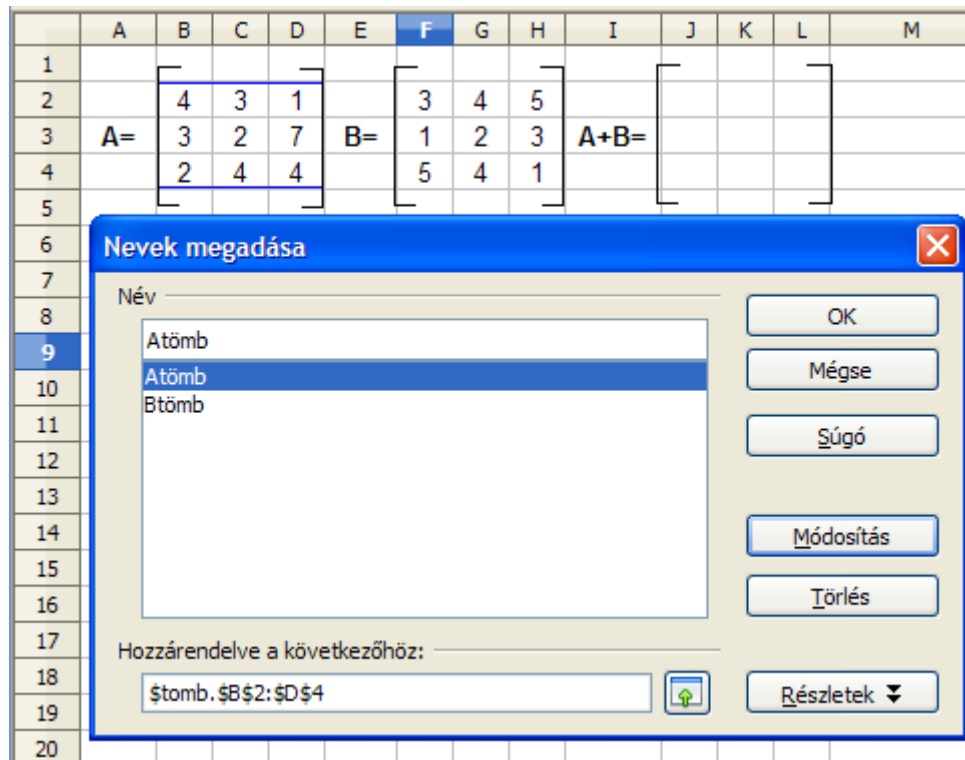 A B C D E F G H I J K L M
1
2 4 3 1 3 4 5
3 A= 3 2 7 B= 1 2 3 A+B=
4 2 4 4 5 4 1
5
6
Nevek megadása
7
Név
8
OK
Atömb
9
Mégse
Atömb
10
Btömb
11
Súgó
12
13
14
Módosítás
15
Törlés
16
17
Hozzárendelve a következőhöz:
18
$tomb.$B$2:$D$4
Részletek
19
20